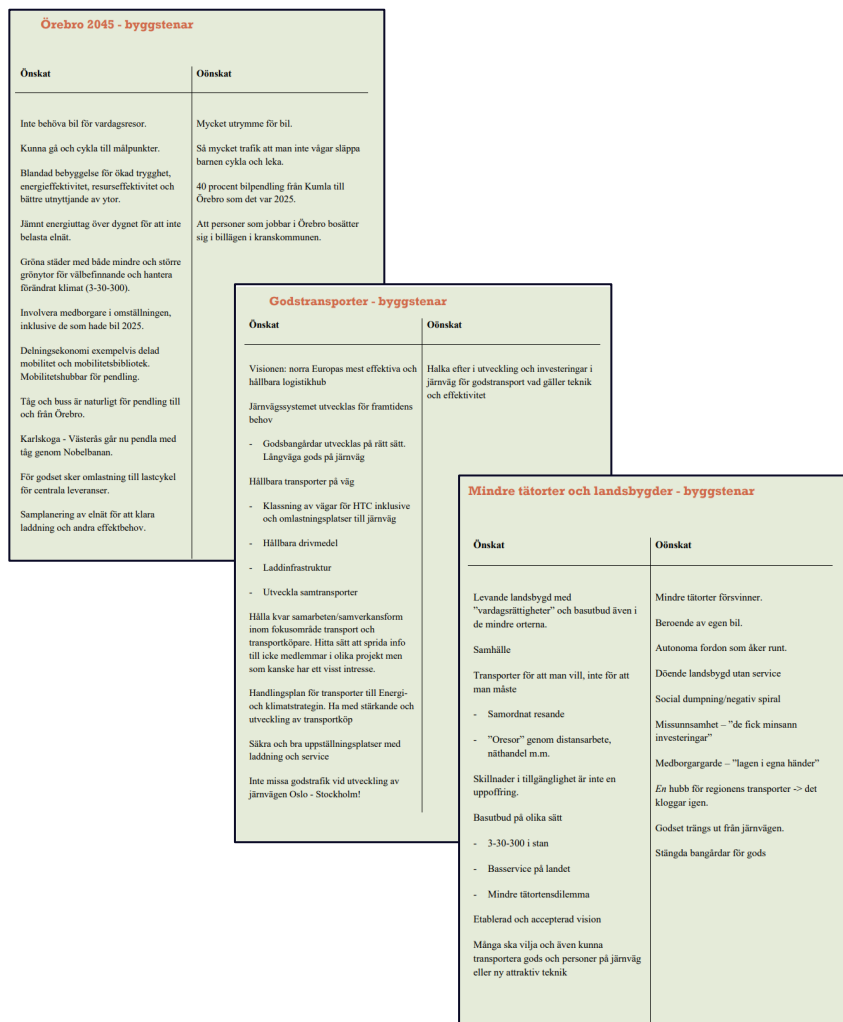 Örebro 2045 - byggstenar
Önskat
Inte behöva bil för vardagsresor.
Kunna gå och cykla till målpunkter.
Blandad bebyggelse för ökad trygghet,
energieffektivitet, resurseffektivitet och
bättre utnyttjande av ytor.
Jämnt energiuttag över dygnet för att inte
belasta elnät.
Gröna städer med både mindre och större
grönytor för välbefinnande och hantera
förändrat klimat (3-30-300).
Involvera medborgare i omställningen,
inklusive de som hade bil 2025.
Delningsekonomi exempelvis delad
mobilitet och mobilitetsbibliotek.
Mobilitetshubbar för pendling.
Tåg och buss är naturligt för pendling till
och från Örebro.
Karlskoga - Västerås går nu pendla med
tåg genom Nobelbanan.
För godset sker omlastning till lastcykel
för centrala leveranser.
Samplanering av elnät för att klara
laddning och andra effektbehov.
Oönskat
Mycket utrymme för bil.
Så mycket trafik att man inte vågar släppa
barnen cykla och leka.
40 procent bilpendling från Kumla till
Örebro som det var 2025.
Att personer som jobbar i Örebro bosätter
sig i billägen i kranskommunen.
Godstransporter - byggstenar
Önskat
Visionen: norra Europas mest effektiva och
hållbara logistikhub
Järnvägssystemet utvecklas för framtidens
behov
- Godsbangårdar utvecklas på rätt sätt.
Långväga gods på järnväg
Hållbara transporter på väg
- Klassning av vägar för HTC inklusive
och omlastningsplatser till järnväg
- Hållbara drivmedel
- Laddinfrastruktur
- Utveckla samtransporter
Hålla kvar samarbeten/samverkansform
inom fokusområde transport och
transportköpare. Hitta sätt att sprida info
till icke medlemmar i olika projekt men
som kanske har ett visst intresse.
Handlingsplan för transporter till Energi-
och klimatstrategin. Ha med stärkande och
utveckling av transportköp
Säkra och bra uppställningsplatser med
laddning och service
Inte missa godstrafik vid utveckling av
järnvägen Oslo - Stockholm!
Oönskat
Halka efter i utveckling och investeringar i
järnväg för godstransport vad gäller teknik
och effektivitet
Mindre tätorter och landsbygder - byggstenar
Önskat
Levande landsbygd med
”vardagsrättigheter” och basutbud även i
de mindre orterna.
Samhälle
Transporter för att man vill, inte för att
man måste
- Samordnat resande
- ”Oresor” genom distansarbete,
näthandel m.m.
Skillnader i tillgänglighet är inte en
uppoffring.
Basutbud på olika sätt
- 3-30-300 i stan
- Basservice på landet
- Mindre tätortensdilemma
Etablerad och accepterad vision
Många ska vilja och även kunna
transportera gods och personer på järnväg
eller ny attraktiv teknik
Oönskat
Mindre tätorter försvinner.
Beroende av egen bil.
Autonoma fordon som åker runt.
Döende landsbygd utan service
Social dumpning/negativ spiral
Missunnsamhet – ”de fick minsann
investeringar”
Medborgargarde – ”lagen i egna händer”
En hubb för regionens transporter -> det
kloggar igen.
Godset trängs ut från järnvägen.
Stängda bangårdar för gods